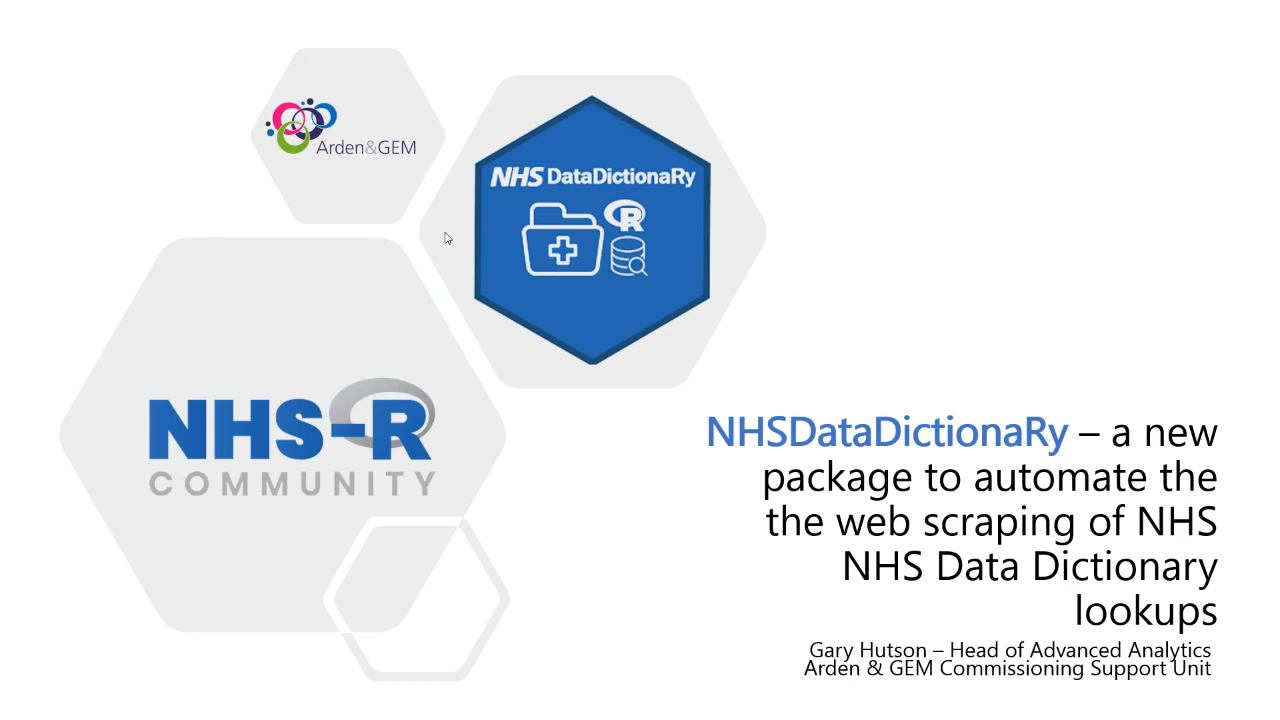 Arden&GEM
NHS DataDictionaRy
R
NHS-R
COMMUNITY
NHSDataDictionaRy – a new
package to automate the
the web scraping of NHS
NHS Data Dictionary
lookups
Gary Hutson – Head of Advanced Analytics
Arden & GEM Commissioning Support Unit